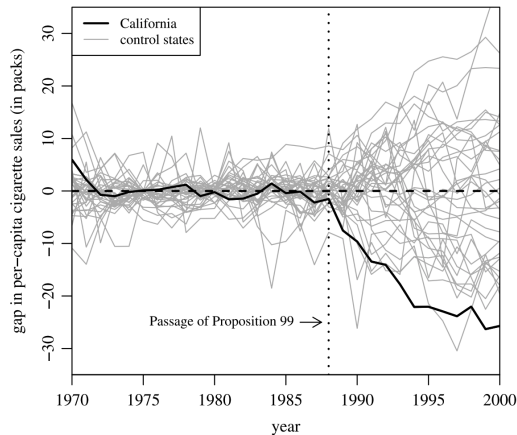 California
control states
gap in per−capita cigarette sales (in packs)
30
20
10
0
−10
−20
−30
Passage of Proposition 99
1970 1975 1980 1985 1990 1995 2000
year